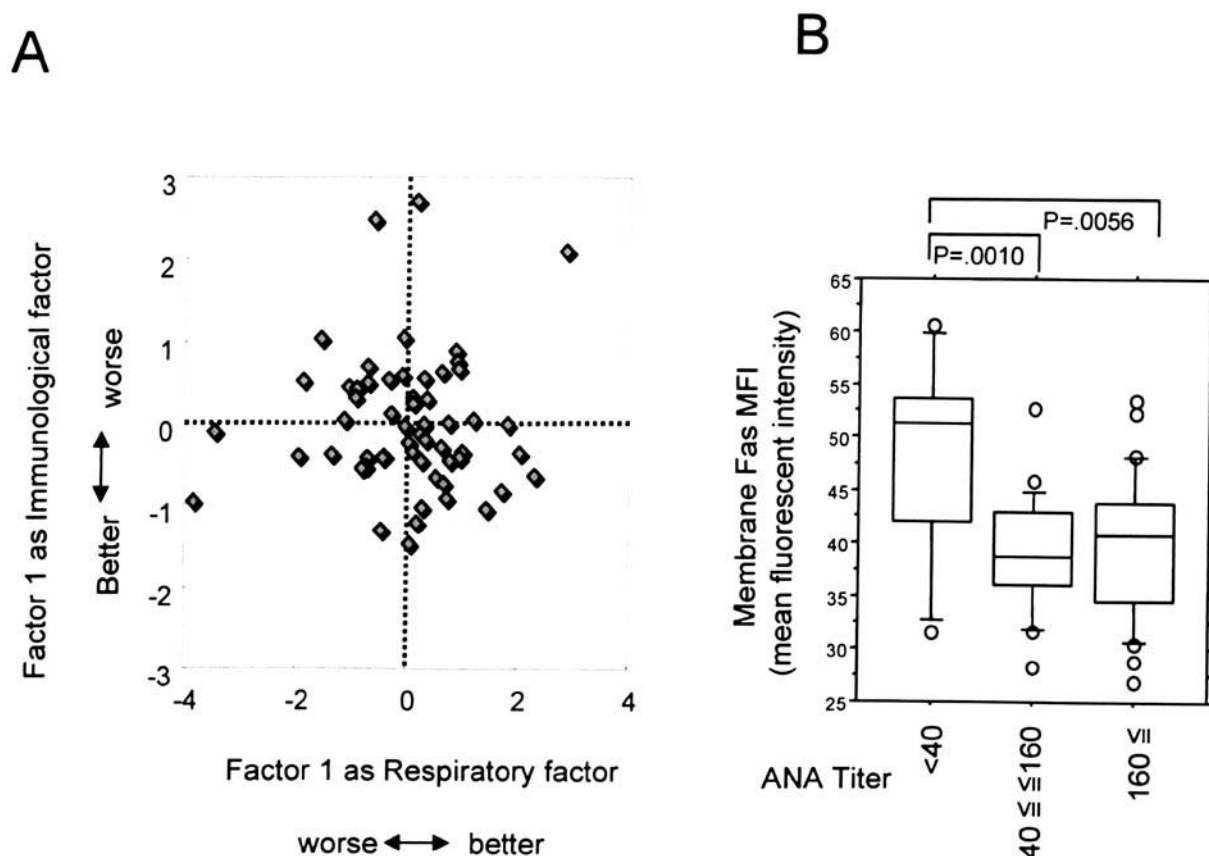 A
B
3
2
1
0
-1
-2
-3
-4
-2
0
2
4
Factor 1 as Immunological factor
Better
worse
Factor 1 as Respiratory factor
worse
better
P=.0056
P=.0010
65
60
55
50
45
40
35
30
25
Membrane Fas MFI
(mean fluorescent intensity)
ANA Titer
<40
40 ≦ ≦160
160 ≦